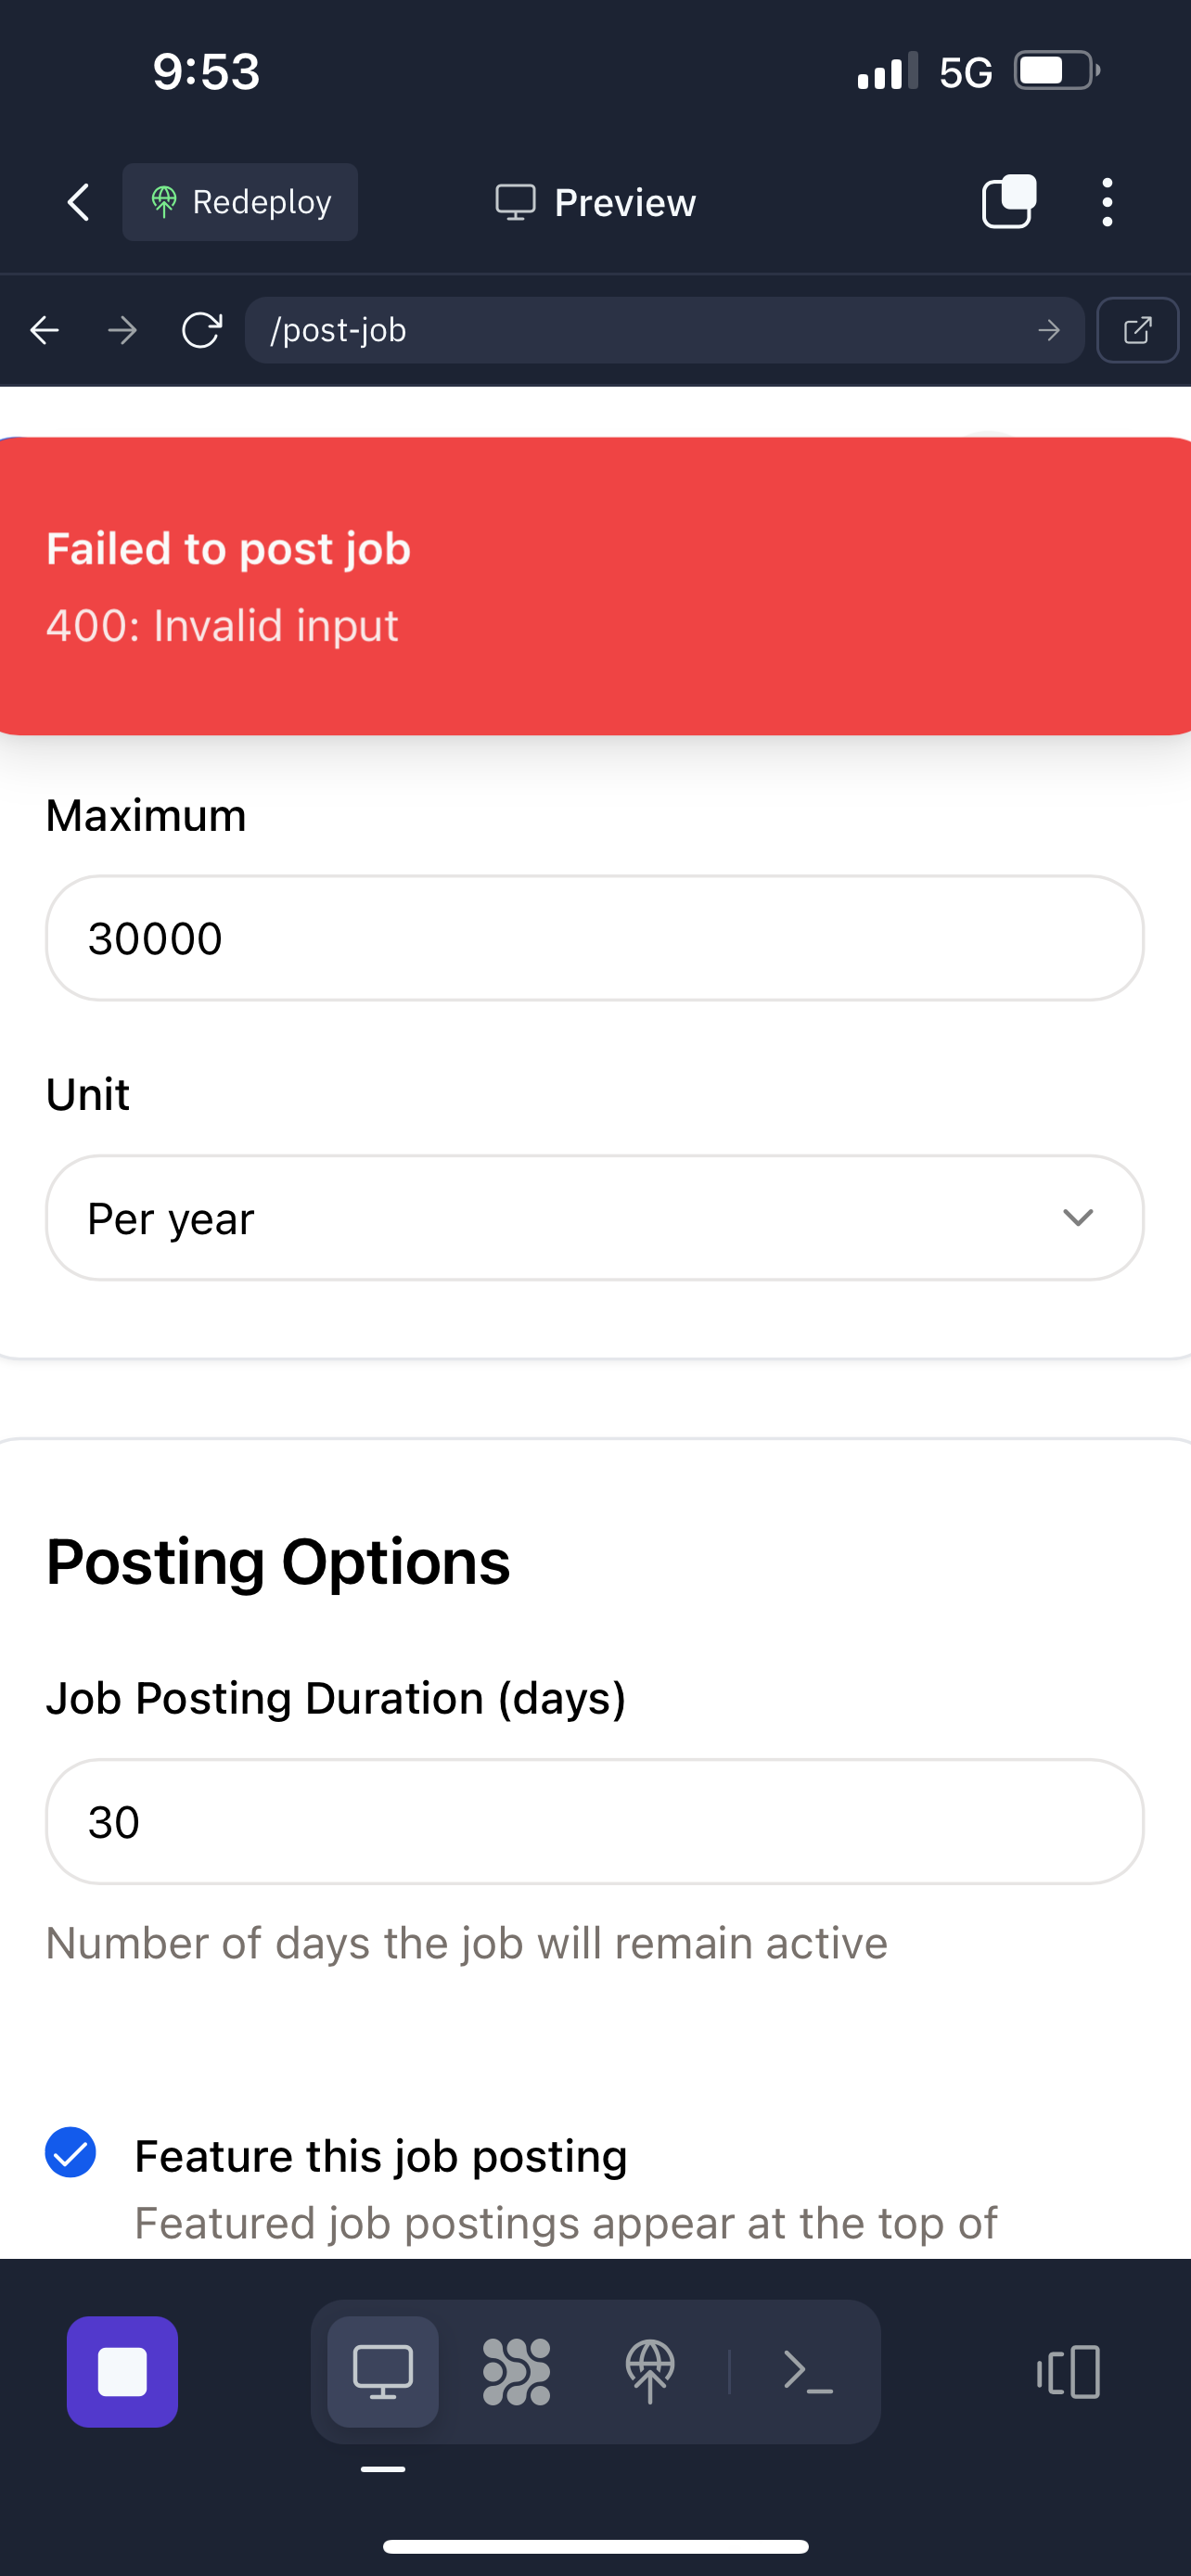 9:53
5G
Redeploy
Preview
/post-job
Failed to post job
400: Invalid input
Maximum
30000
Unit
Per year
Posting Options
Job Posting Duration (days)
30
Number of days the job will remain active
Feature this job posting
Featured job postings appear at the top of